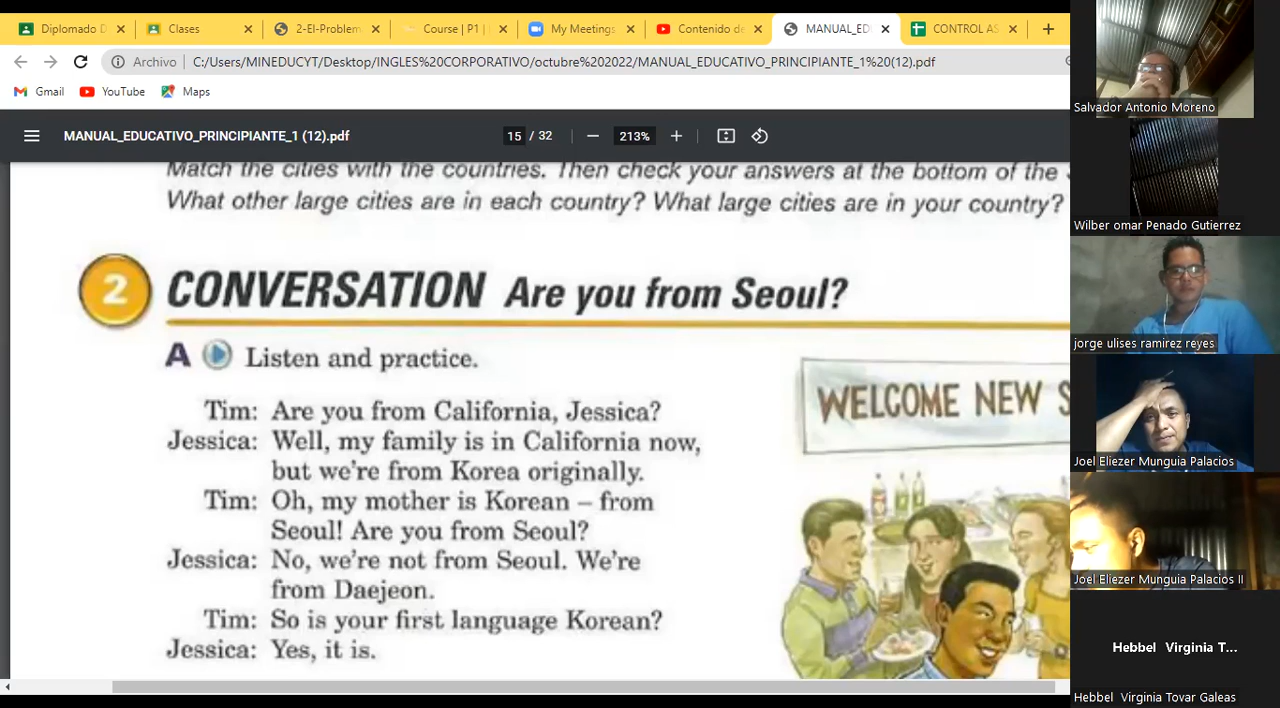 Diplomado D
Clases
2-El-Problem
Course | P1 |
My Meetings
Contenido de
MANUAL_ED
CONTROL AS
Archivo
C:/Users/MINEDUCYT/Desktop/INGLES%20CORPORATIVO/octubre%202022/MANUAL_EDUCATIVO_PRINCIPIANTE_1%20(12).pdf
Gmail
YouTube
Maps
MANUAL_EDUCATIVO_PRINCIPIANTE_1 (12).pdf
15 / 32
213%
Match the cities with the countries. Then check your answers at the bottom of the
What other large cities are in each country? What large cities are in your country?
2 CONVERSATION Are you from Seoul?
A Listen and practice.
Tim: Are you from California, Jessica?
Jessica: Well, my family is in California now,
but we're from Korea originally.
Tim: Oh, my mother is Korean – from
Seoul! Are you from Seoul?
Jessica: No, we're not from Seoul. We're
from Daejeon.
Tim: So is your first language Korean?
Jessica: Yes, it is.
WELCOME NEW S
Salvador Antonio Moreno
Wilber omar Penado Gutierrez
jorge ulises ramirez reyes
Joel Eliezer Munguia Palacios
Joel Eliezer Munguia Palacios II
Hebbel Virginia T...
Hebbel Virginia Tovar Galeas